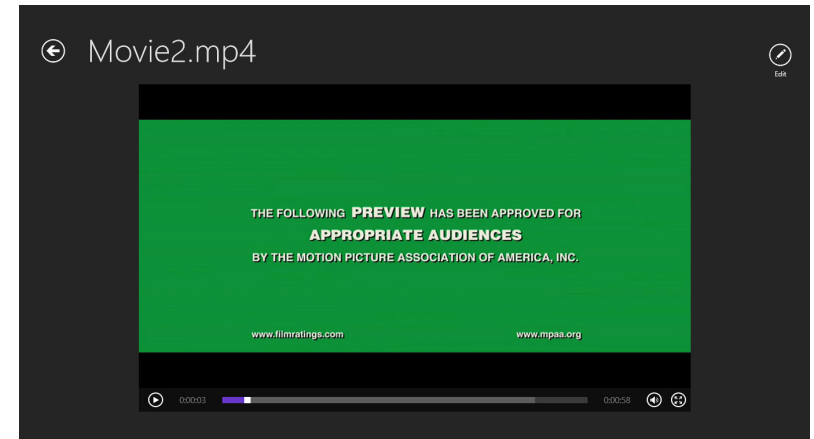 Movie2.mp4
Edit
THE FOLLOWING PREVIEW HAS BEEN APPROVED FOR
APPROPRIATE AUDIENCES
BY THE MOTION PICTURE ASSOCIATION OF AMERICA, INC.
www.filmratings.com www.mpaa.org
0:00:03 0:00:58